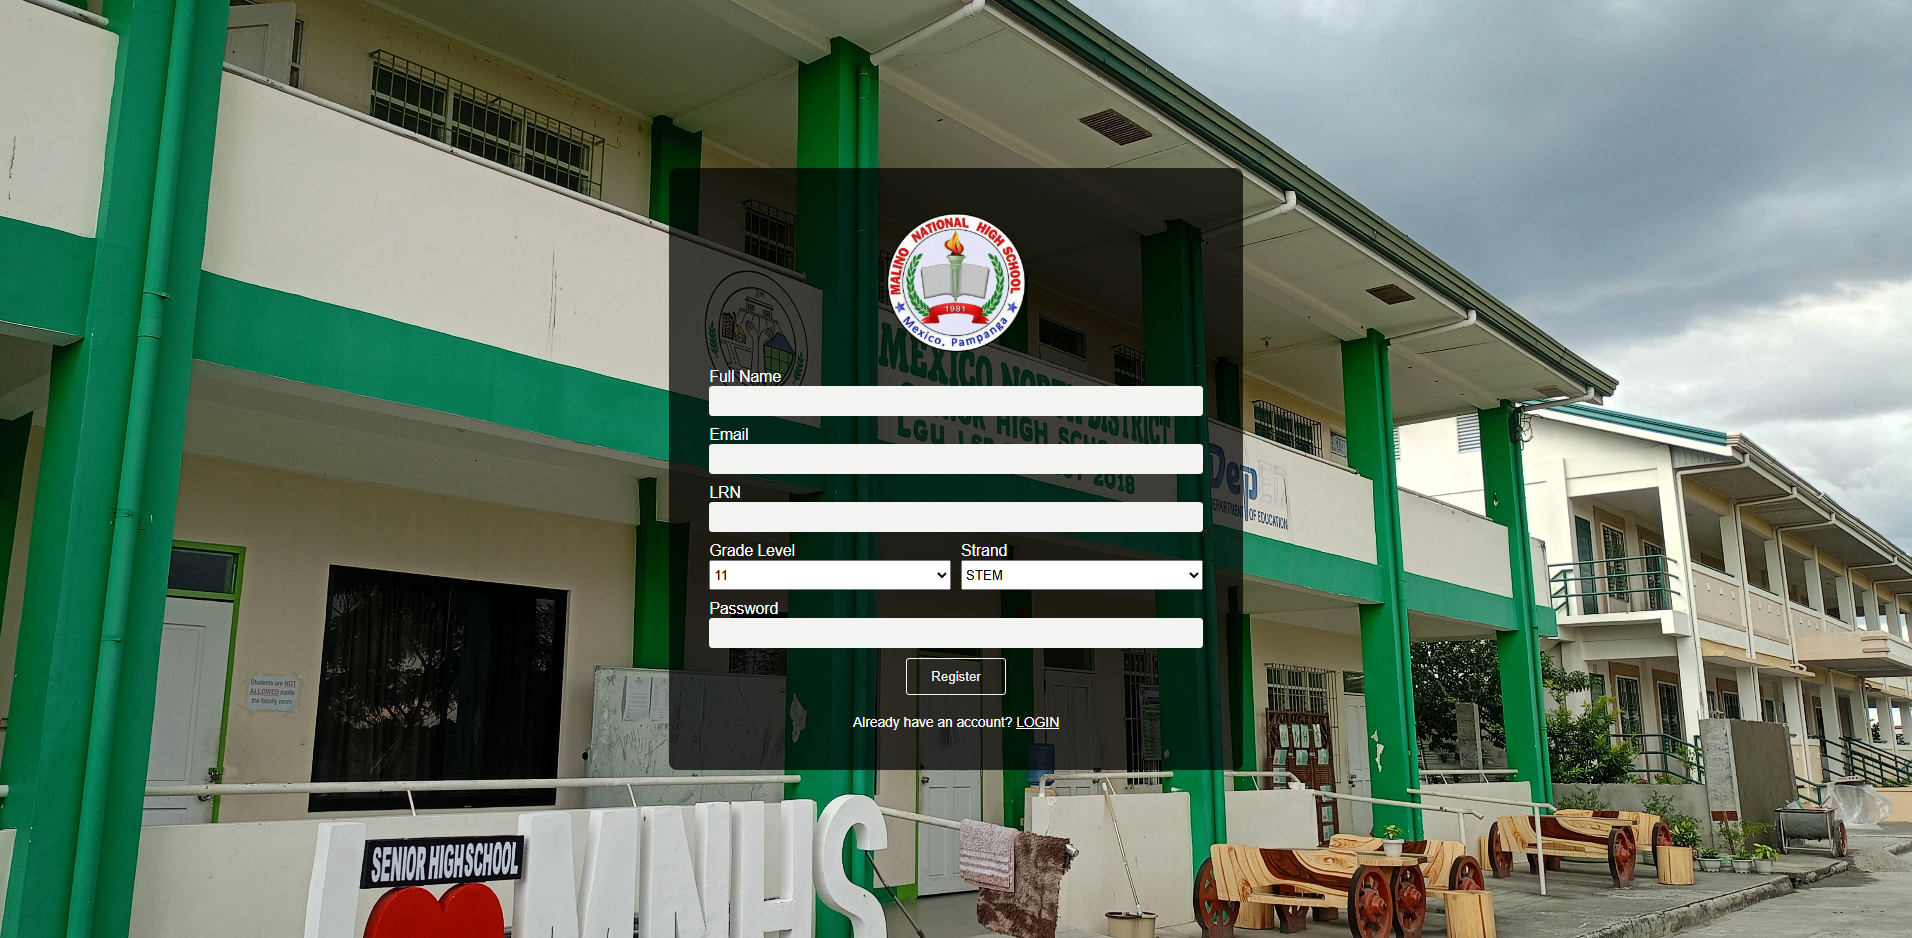 MALINO NATIONAL HIGH SCHOOL
1981
Mexico, Pampanga
Full Name
MEXICO NORTH DISTRICT
Email
SENIOR HIGH SCHOOL
2018
DepED
DEPARTMENT OF EDUCATION
LRN
Grade Level
Strand
11
STEM
Password
Register
Already have an account? LOGIN
Students are NOT
ALLOWED inside
the faculty room
SENIOR HIGH SCHOOL
MNHS